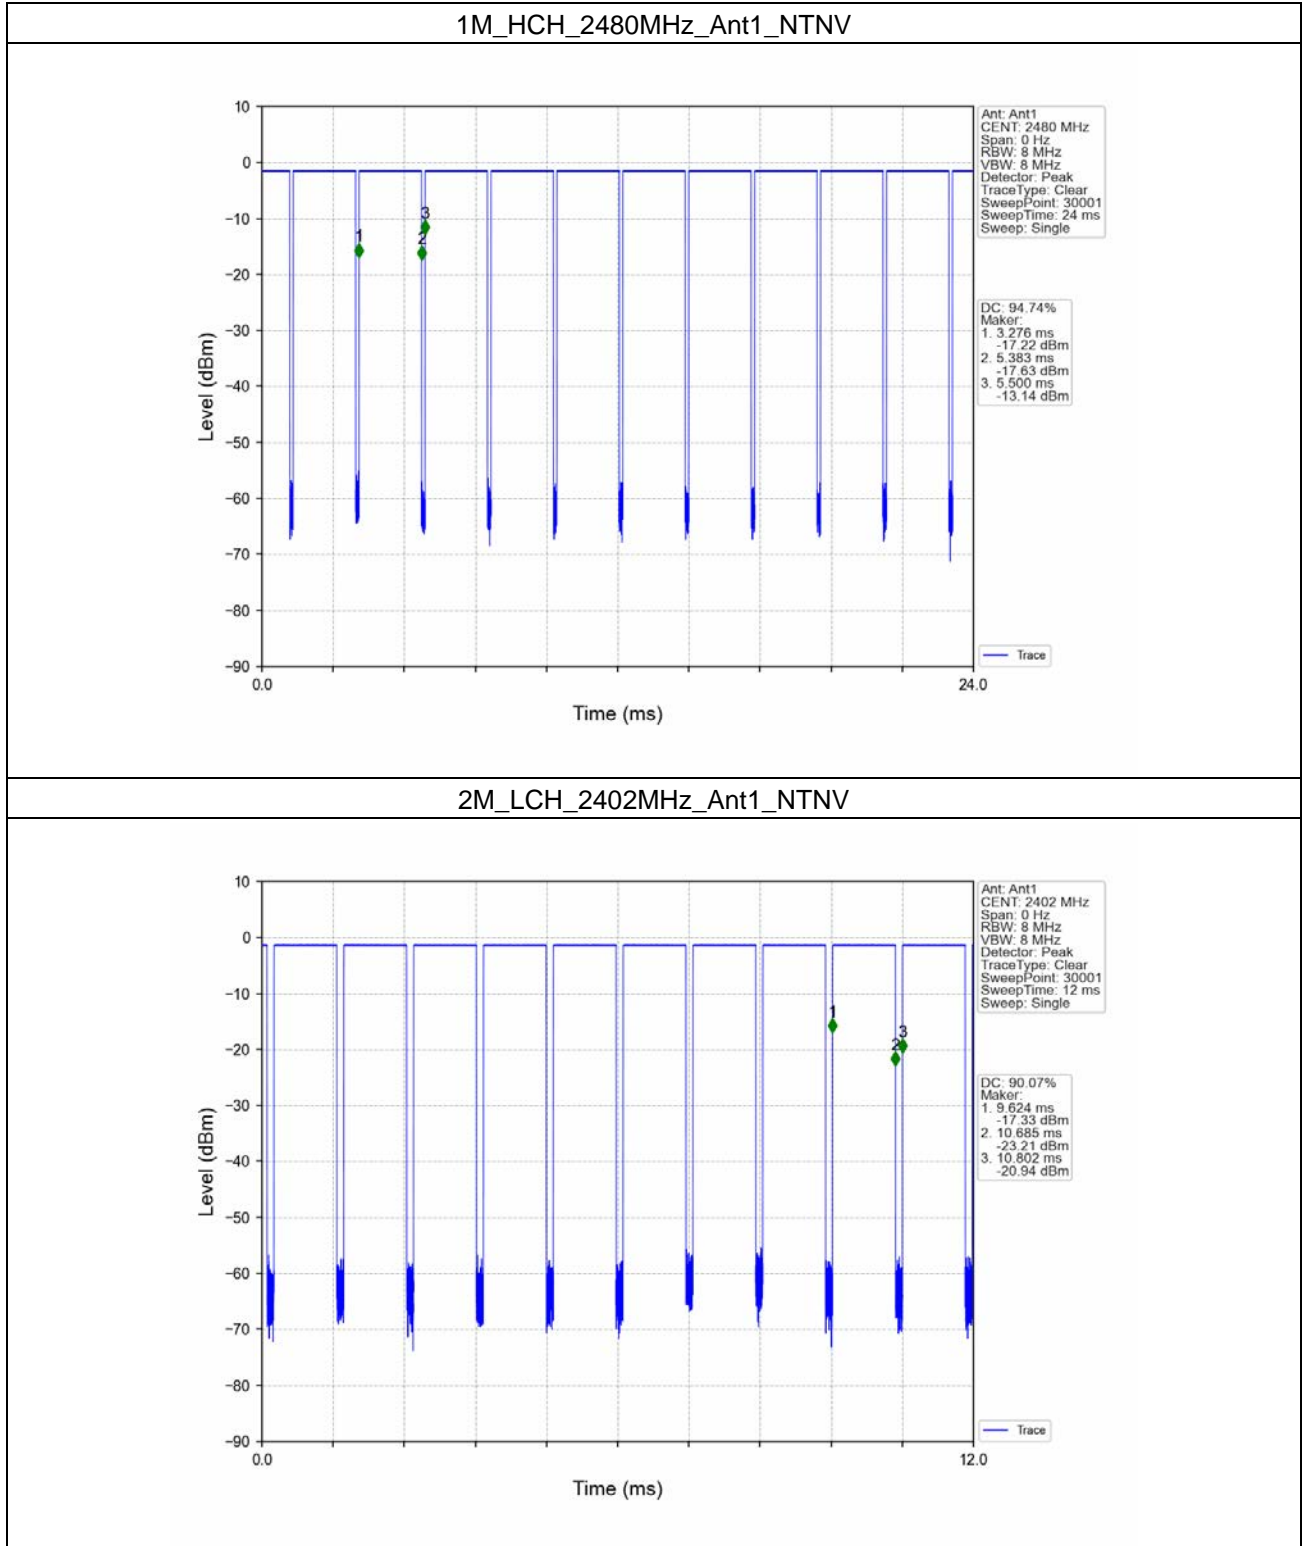 1M_HCH_2480MHz_Ant1_NTNV
10
0
−10
−20
−30
−40
−50
−60
−70
−80
−90
Level (dBm)
0.0
24.0
Time (ms)
1
2
3
Ant: Ant1
CENT: 2480 MHz
Span: 0 Hz
RBW: 8 MHz
VBW: 8 MHz
Detector: Peak
TraceType: Clear
SweepPoint: 30001
SweepTime: 24 ms
Sweep: Single
DC: 94.74%
Maker:
1. 3.276 ms
-17.22 dBm
2. 5.383 ms
-17.63 dBm
3. 5.500 ms
-13.14 dBm
Trace
2M_LCH_2402MHz_Ant1_NTNV
10
0
−10
−20
−30
−40
−50
−60
−70
−80
−90
Level (dBm)
0.0
12.0
Time (ms)
1
2
3
Ant: Ant1
CENT: 2402 MHz
Span: 0 Hz
RBW: 8 MHz
VBW: 8 MHz
Detector: Peak
TraceType: Clear
SweepPoint: 30001
SweepTime: 12 ms
Sweep: Single
DC: 90.07%
Maker:
1. 9.624 ms
-17.33 dBm
2. 10.685 ms
-23.21 dBm
3. 10.802 ms
-20.94 dBm
Trace